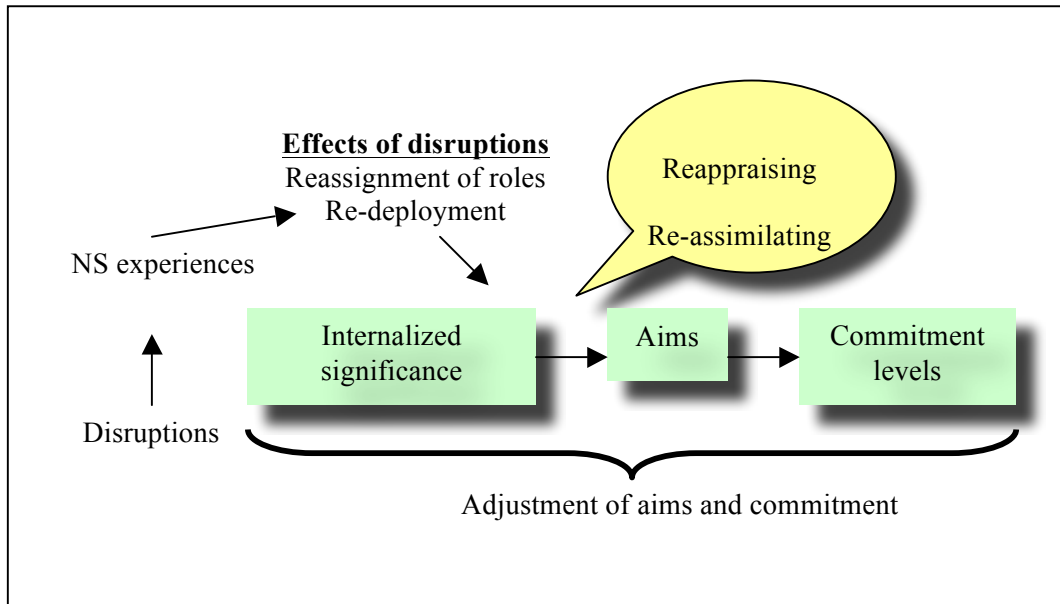 Effects of disruptions
Reassignment of roles
Re-deployment
Reappraising
Re-assimilating
NS experiences
Disruptions
Internalized
significance
Aims
Commitment
levels
Adjustment of aims and commitment